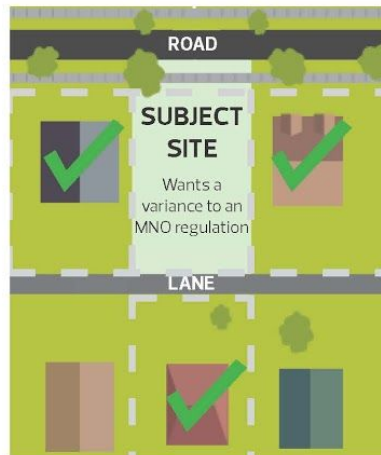 ROAD
SUBJECT
SITE
Wants a
variance to an
MNO regulation
LANE